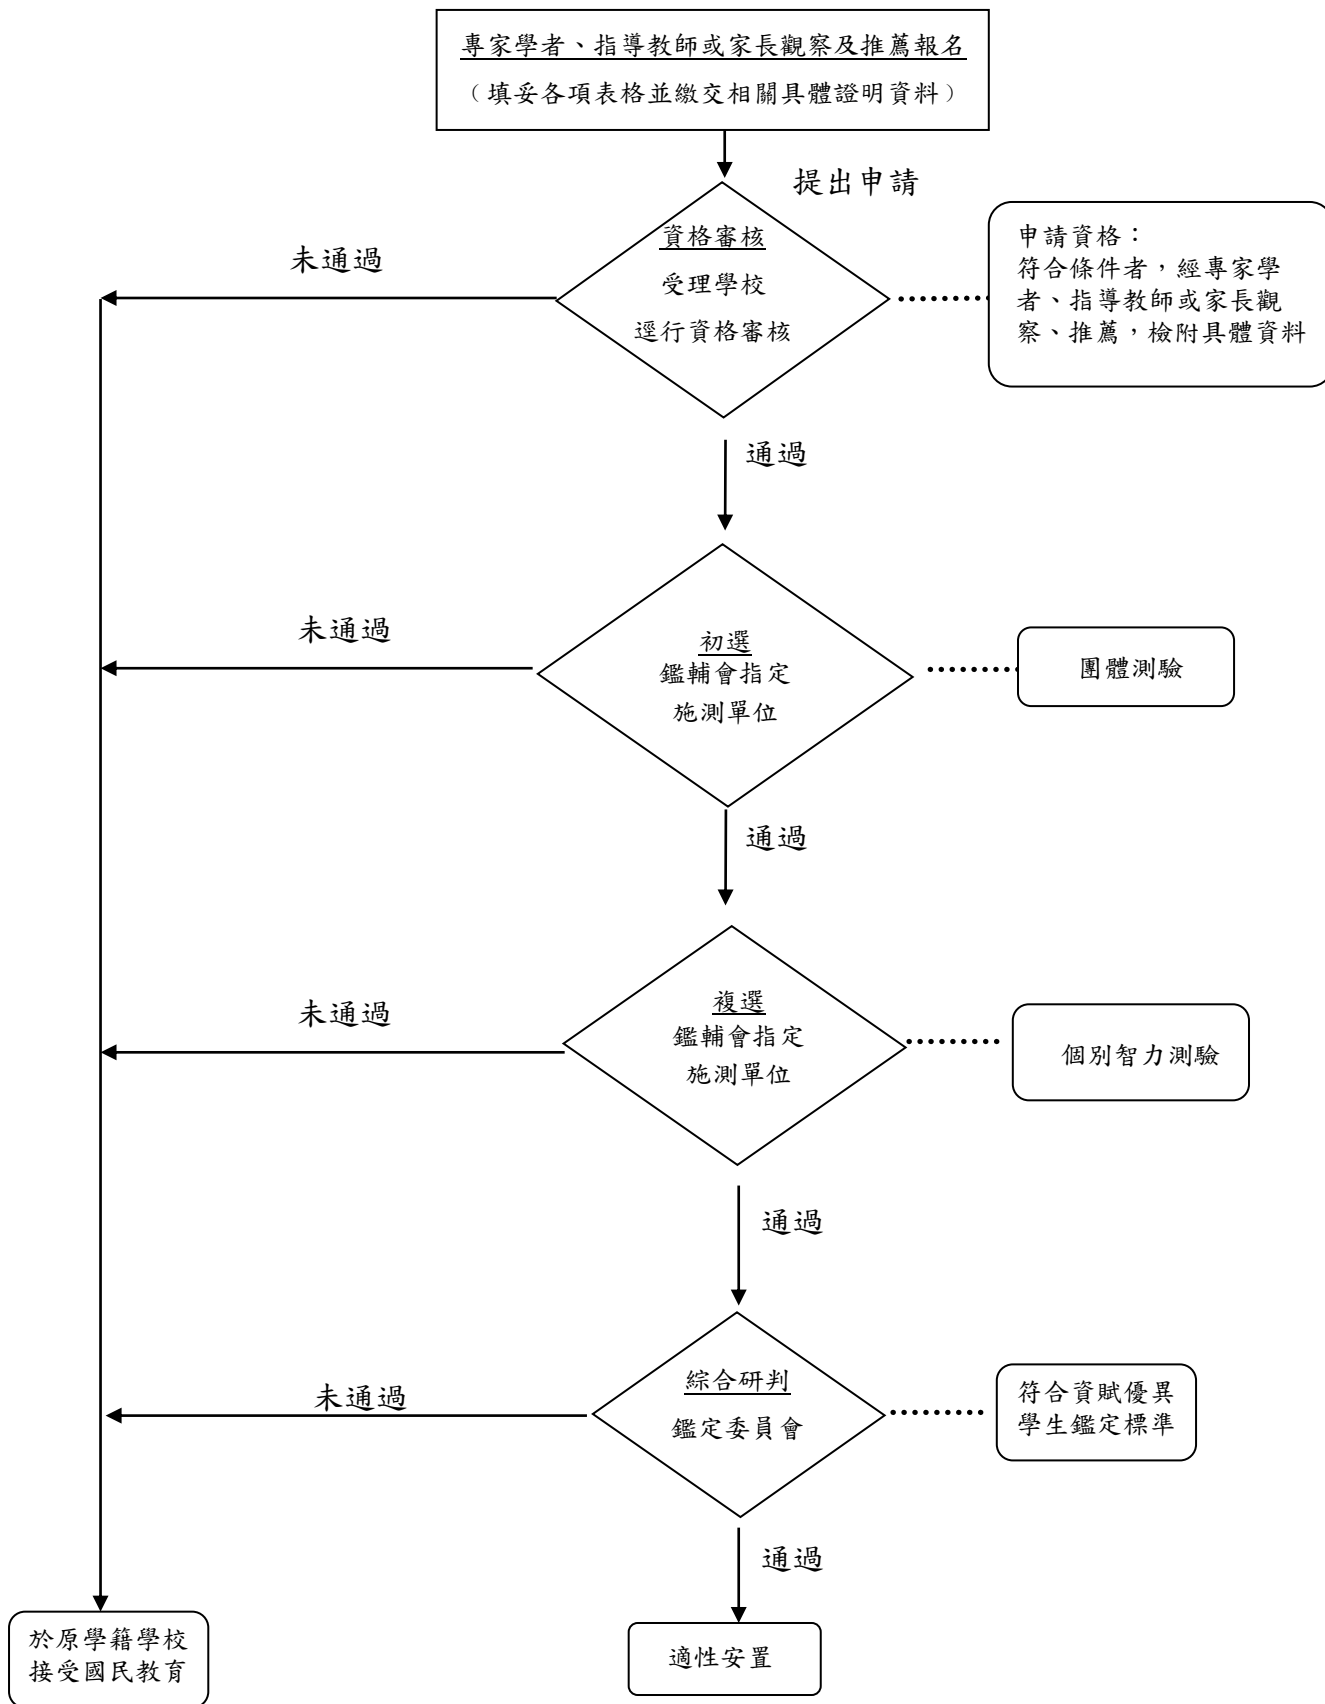 專家學者、指導教師或家長觀察及推薦報名
（填妥各項表格並繳交相關具體證明資料）
提出申請
資格審核
受理學校
逕行資格審核
未通過
申請資格：
符合條件者，經專家學
者、指導教師或家長觀
察、推薦，檢附具體資料
通過
未通過
初選
鑑輔會指定
施測單位
團體測驗
通過
未通過
複選
鑑輔會指定
施測單位
個別智力測驗
通過
未通過
綜合研判
鑑定委員會
符合資賦優異
學生鑑定標準
通過
於原學籍學校
接受國民教育
適性安置